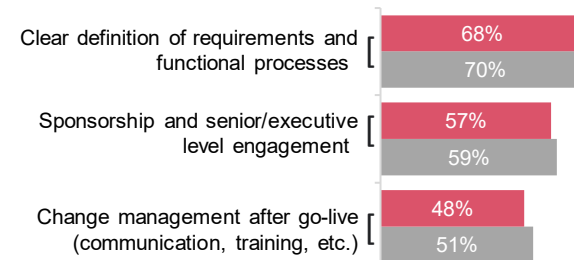 Clear definition of requirements and
functional processes
68%
70%
Sponsorship and senior/executive
level engagement
57%
59%
Change management after go-live
(communication, training, etc.)
48%
51%